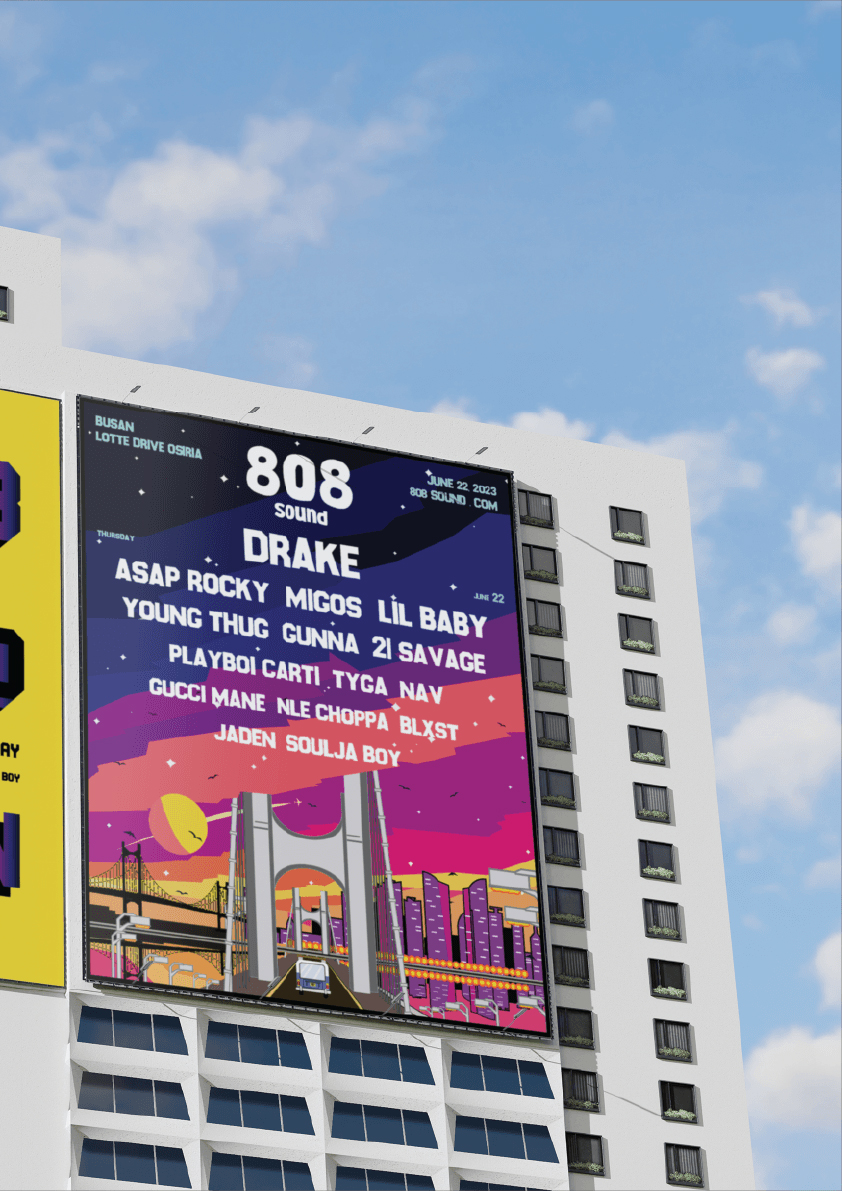 BOY
BUSAN
LOTTE DRIVE OSIRIA
808
sound
JUNE 22, 2023
808 SOUND . COM
THURSDAY
DRAKE
JUNE 22
ASAP ROCKY MIGOS LIL BABY
YOUNG THUG GUNNA 21 SAVAGE
PLAYBOI CARTI TYGA NAV
GUCCI MANE NLE CHOPPA BLXST
JADEN SOULJA BOY